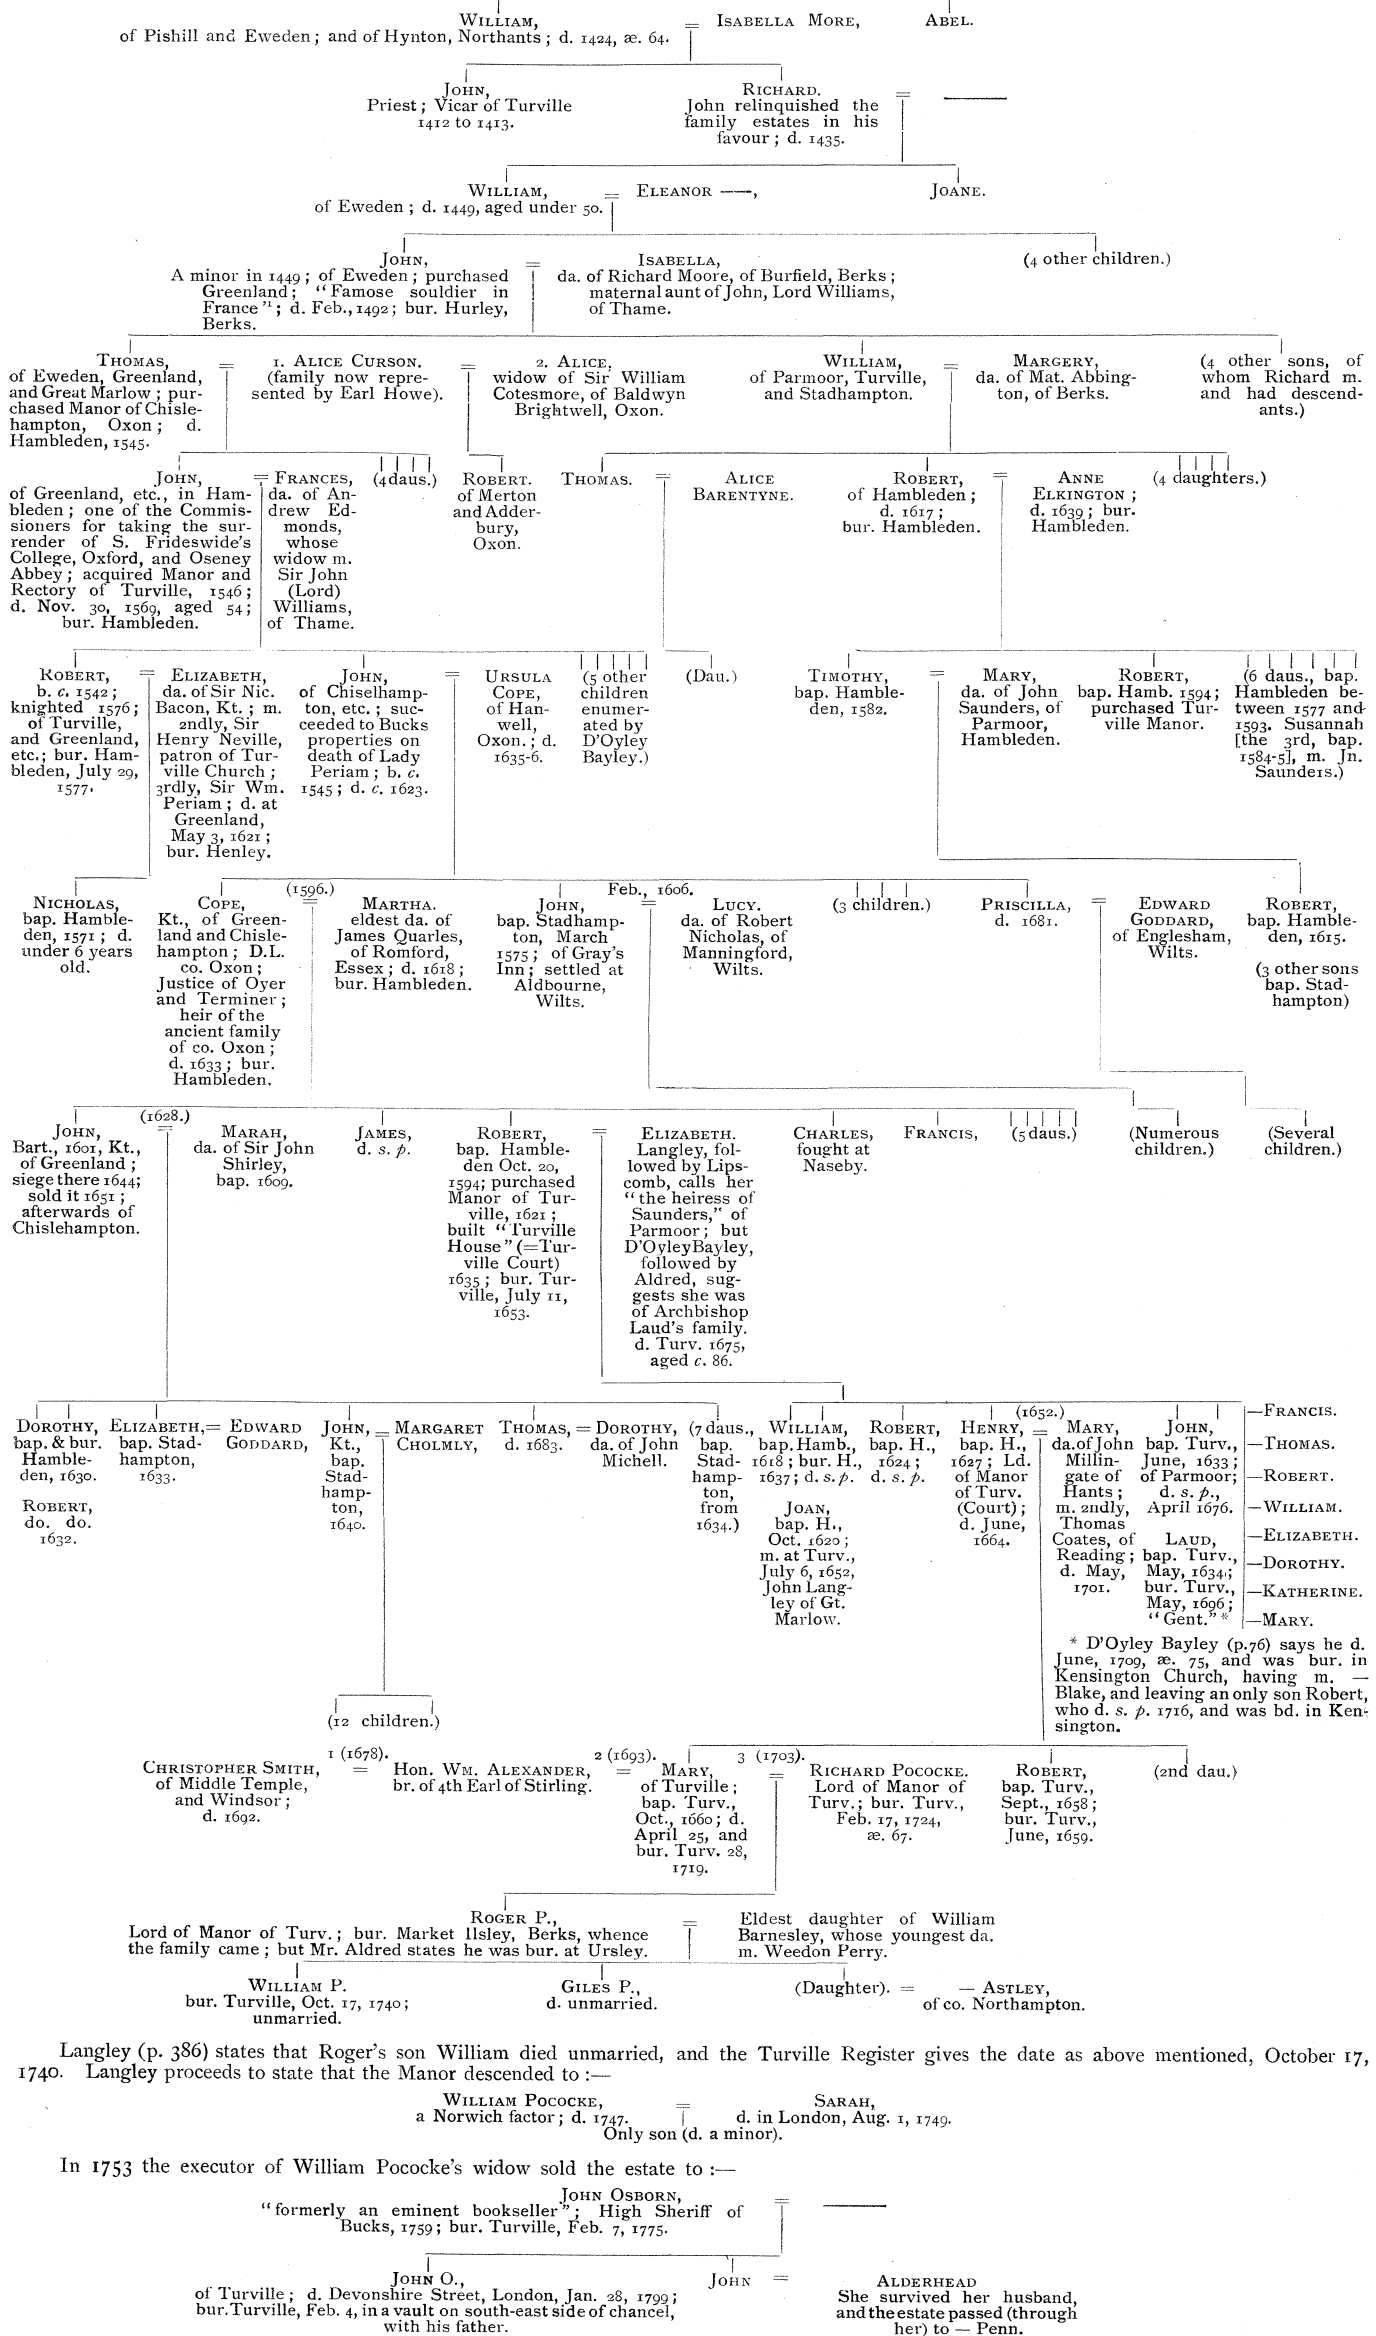 WILLIAM,
of Pishill and Eweden; and of Hynton, Northants; d. 1424, æ. 64.
= ISABELLA MORE,
ABEL.
JOHN,
Priest; Vicar of Turville
1412 to 1413.
RICHARD.
John relinquished the
family estates in his
favour; d. 1435.
= ——
WILLIAM,
of Eweden; d. 1449, aged under 50.
= ELEANOR ——,
JOANE.
JOHN,
A minor in 1449; of Eweden; purchased
Greenland; "Famose souldier in
France"¹; d. Feb., 1492; bur. Hurley,
Berks.
=
ISABELLA,
da. of Richard Moore, of Burfield, Berks;
maternal aunt of John, Lord Williams,
of Thame.
(4 other children.)
THOMAS,
of Eweden, Greenland,
and Great Marlow; pur-
chased Manor of Chisle-
hampton, Oxon; d.
Hambleden, 1545.
=
1. ALICE CURSON.
(family now repre-
sented by Earl Howe).
=
2. ALICE,
widow of Sir William
Cotesmore, of Baldwyn
Brightwell, Oxon.
WILLIAM,
of Parmoor, Turville,
and Stadhampton.
=
MARGERY,
da. of Mat. Abbing-
ton, of Berks.
(4 other sons, of
whom Richard m.
and had descend-
ants.)
JOHN,
of Greenland, etc., in Ham-
bleden; one of the Commis-
sioners for taking the sur-
render of S. Frideswide's
College, Oxford, and Oseney
Abbey; acquired Manor and
Rectory of Turville, 1546;
d. Nov. 30, 1569, aged 54;
bur. Hambleden.
=
FRANCES,
da. of An-
drew Ed-
monds,
whose
widow m.
Sir John
(Lord)
Williams,
of Thame.
(4 daus.)
ROBERT.
of Merton
and Adder-
bury,
Oxon.
THOMAS.
=
ALICE
BARENTYNE.
ROBERT,
of Hambleden;
d. 1617;
bur. Hambleden.
=
ANNE
ELKINGTON;
d. 1639; bur.
Hambleden.
(4 daughters.)
ROBERT,
b. c. 1542;
knighted 1576;
of Turville,
and Greenland,
etc.; bur. Ham-
bleden, July 29,
1577.
=
ELIZABETH,
da. of Sir Nic.
Bacon, Kt.; m.
2ndly, Sir
Henry Neville,
patron of Tur-
ville Church;
3rdly, Sir Wm.
Periam; d. at
Greenland,
May 3, 1621;
bur. Henley.
JOHN,
of Chiselhamp-
ton, etc.; suc-
ceeded to Bucks
properties on
death of Lady
Periam; b. c.
1545; d. c. 1623.
=
URSULA
COPE,
of Han-
well,
Oxon.; d.
1635-6.
(5 other
children
enumer-
ated by
D'Oyley
Bayley.)
(Dau.)
TIMOTHY,
bap. Hamble-
den, 1582.
=
MARY,
da. of John
Saunders, of
Parmoor,
Hambleden.
ROBERT,
bap. Hamb. 1594;
purchased Tur-
ville Manor.
(6 daus., bap.
Hambleden be-
tween 1577 and
1593. Susannah
[the 3rd, bap.
1584-5], m. Jn.
Saunders.)
NICHOLAS,
bap. Hamble-
den, 1571; d.
under 6 years
old.
COPE,
Kt., of Green-
land and Chisle-
hampton; D.L.
co. Oxon;
Justice of Oyer
and Terminer;
heir of the
ancient family
of co. Oxon;
d. 1633; bur.
Hambleden.
(1596.)
=
MARTHA.
eldest da. of
James Quarles,
of Romford,
Essex; d. 1618;
bur. Hambleden.
JOHN,
bap. Stadhamp-
ton, March
1575; of Gray's
Inn; settled at
Aldbourne,
Wilts.
Feb., 1606.
=
LUCY.
da. of Robert
Nicholas, of
Manningford,
Wilts.
(3 children.)
PRISCILLA,
d. 1681.
=
EDWARD
GODDARD,
of Englesham,
Wilts.
ROBERT,
bap. Hamble-
den, 1615.
(3 other sons
bap. Stad-
hampton)
JOHN,
Bart., 1601, Kt.,
of Greenland;
siege there 1644;
sold it 1651;
afterwards of
Chislehampton.
(1628.)
=
MARAH,
da. of Sir John
Shirley,
bap. 1609.
JAMES,
d. s. p.
ROBERT,
bap. Hamble-
den Oct. 20,
1594; purchased
Manor of Tur-
ville, 1621;
built "Turville
House" (=Tur-
ville Court)
1635; bur. Tur-
ville, July 11,
1653.
=
ELIZABETH.
Langley, fol-
lowed by Lips-
comb, calls her
"the heiress of
Saunders," of
Parmoor; but
D'Oyley Bayley,
followed by
Aldred, sug-
gests she was
of Archbishop
Laud's family.
d. Turv. 1675,
aged c. 86.
CHARLES,
fought at
Naseby.
FRANCIS,
(5 daus.)
(Numerous
children.)
(Several
children.)
DOROTHY,
bap. & bur.
Hamble-
den, 1630.
ROBERT,
do. do.
1632.
ELIZABETH,
bap. Stad-
hampton,
1633.
=
EDWARD
GODDARD,
JOHN,
Kt.,
bap.
Stad-
hamp-
ton,
1640.
=
MARGARET
CHOLMLY,
THOMAS,
d. 1683.
=
DOROTHY,
da. of John
Michell.
(7 daus.,
bap.
Stad-
hamp-
ton,
from
1634.)
WILLIAM,
bap. Hamb.,
1618; bur. H.,
1637; d. s. p.
JOAN,
bap. H.,
Oct. 1620;
m. at Turv.,
July 6, 1652,
John Lang-
ley of Gt.
Marlow.
ROBERT,
bap. H.,
1624;
d. s. p.
HENRY,
bap. H.,
1627; Ld.
of Manor
of Turv.
(Court);
d. June,
1664.
(1652.)
=
MARY,
da. of John
Millin-
gate of
Hants;
m. 2ndly,
Thomas
Coates, of
Reading;
d. May,
1701.
JOHN,
bap. Turv.,
June, 1633;
of Parmoor;
d. s. p.,
April 1676.
LAUD,
bap. Turv.,
May, 1634;
bur. Turv.,
May, 1696;
"Gent."*
—FRANCIS.
—THOMAS.
—ROBERT.
—WILLIAM.
—ELIZABETH.
—DOROTHY.
—KATHERINE.
—MARY.
* D'Oyley Bayley (p.76) says he d.
June, 1709, æ. 75, and was bur. in
Kensington Church, having m. —
Blake, and leaving an only son Robert,
who d. s. p. 1716, and was bd. in Ken-
sington.
(12 children.)
CHRISTOPHER SMITH,
of Middle Temple,
and Windsor;
d. 1692.
1 (1678).
=
Hon. WM. ALEXANDER,
br. of 4th Earl of Stirling.
2 (1693).
=
MARY,
of Turville;
bap. Turv.,
Oct., 1660; d.
April 25, and
bur. Turv. 28,
1719.
3 (1703).
=
RICHARD POCOCKE.
Lord of Manor of
Turv.; bur. Turv.,
Feb. 17, 1724,
æ. 67.
ROBERT,
bap. Turv.,
Sept., 1658;
bur. Turv.,
June, 1659.
(2nd dau.)
ROGER P.,
Lord of Manor of Turv.; bur. Market Ilsley, Berks, whence
the family came; but Mr. Aldred states he was bur. at Ursley.
=
Eldest daughter of William
Barnesley, whose youngest da.
m. Weedon Perry.
WILLIAM P.
bur. Turville, Oct. 17, 1740;
unmarried.
GILES P.,
d. unmarried.
(Daughter). =
— ASTLEY,
of co. Northampton.
Langley (p. 386) states that Roger's son William died unmarried, and the Turville Register gives the date as above mentioned, October 17,
1740. Langley proceeds to state that the Manor descended to :—
WILLIAM POCOCKE,
a Norwich factor; d. 1747.
=
SARAH,
d. in London, Aug. 1, 1749.
Only son (d. a minor).
In 1753 the executor of William Pococke's widow sold the estate to :—
JOHN OSBORN,
"formerly an eminent bookseller"; High Sheriff of
Bucks, 1759; bur. Turville, Feb. 7, 1775.
= ——
JOHN O.,
of Turville; d. Devonshire Street, London, Jan. 28, 1799;
bur. Turville, Feb. 4, in a vault on south-east side of chancel,
with his father.
JOHN
=
ALDERHEAD
She survived her husband,
and the estate passed (through
her) to — Penn.